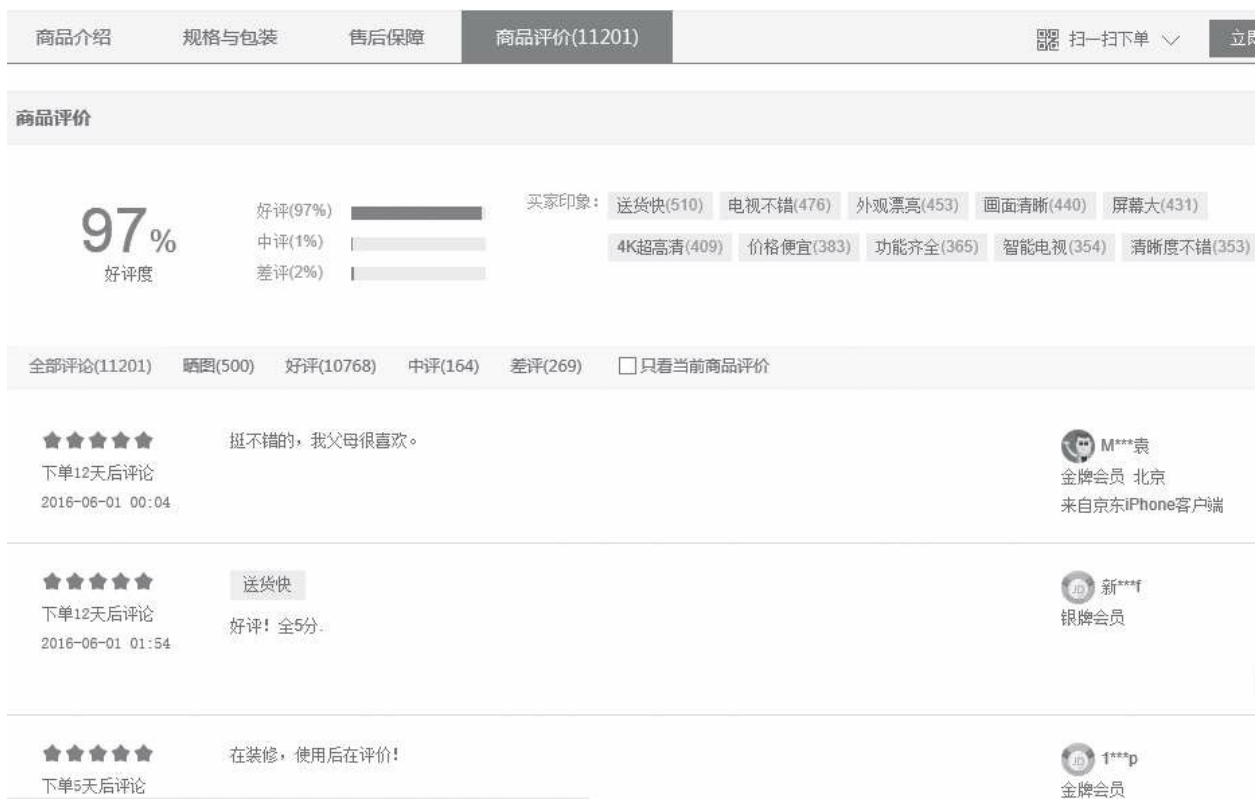 商品介绍 规格与包装 售后保障 商品评价(11201) 扫一扫下单 立即
商品评价
97%
好评度
好评(97%)
中评(1%)
差评(2%)
买家印象： 送货快(510) 电视不错(476) 外观漂亮(453) 画面清晰(440) 屏幕大(431)
4K超高清(409) 价格便宜(383) 功能齐全(365) 智能电视(354) 清晰度不错(353)
全部评论(11201) 晒图(500) 好评(10768) 中评(164) 差评(269) 只看当前商品评价
挺不错的，我父母很喜欢。
下单12天后评论
2016-06-01 00:04
M***袁
金牌会员 北京
来自京东iPhone客户端
送货快
好评！全5分.
下单12天后评论
2016-06-01 01:54
JD 新***f
银牌会员
在装修，使用后在评价！
下单5天后评论
JD 1***p
金牌会员